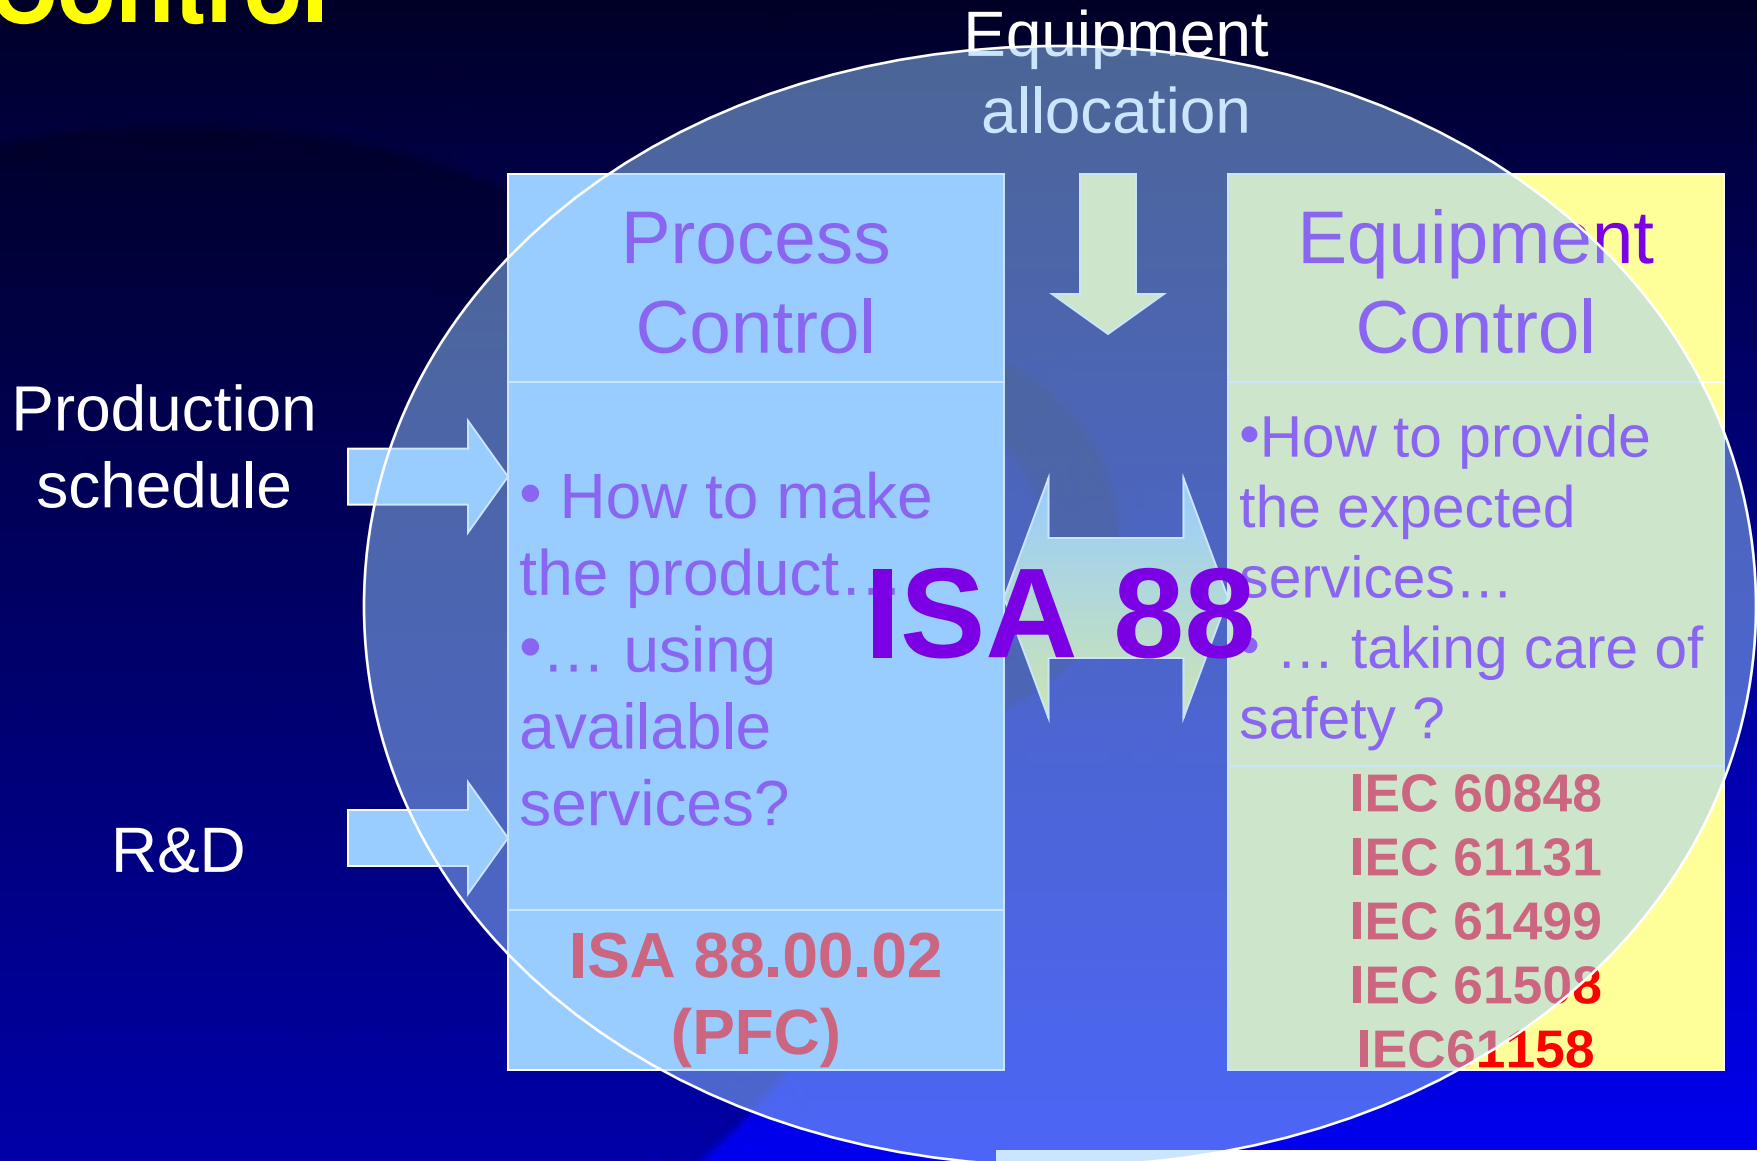 Control
Equipment
allocation
Process
Control
Equipment
Control
Production
schedule
R&D
• How to make
the product…
•… using
available
services?
ISA 88
•How to provide
the expected
services…
• … taking care of
safety ?
ISA 88.00.02
(PFC)
IEC 60848
IEC 61131
IEC 61499
IEC 61508
IEC61158